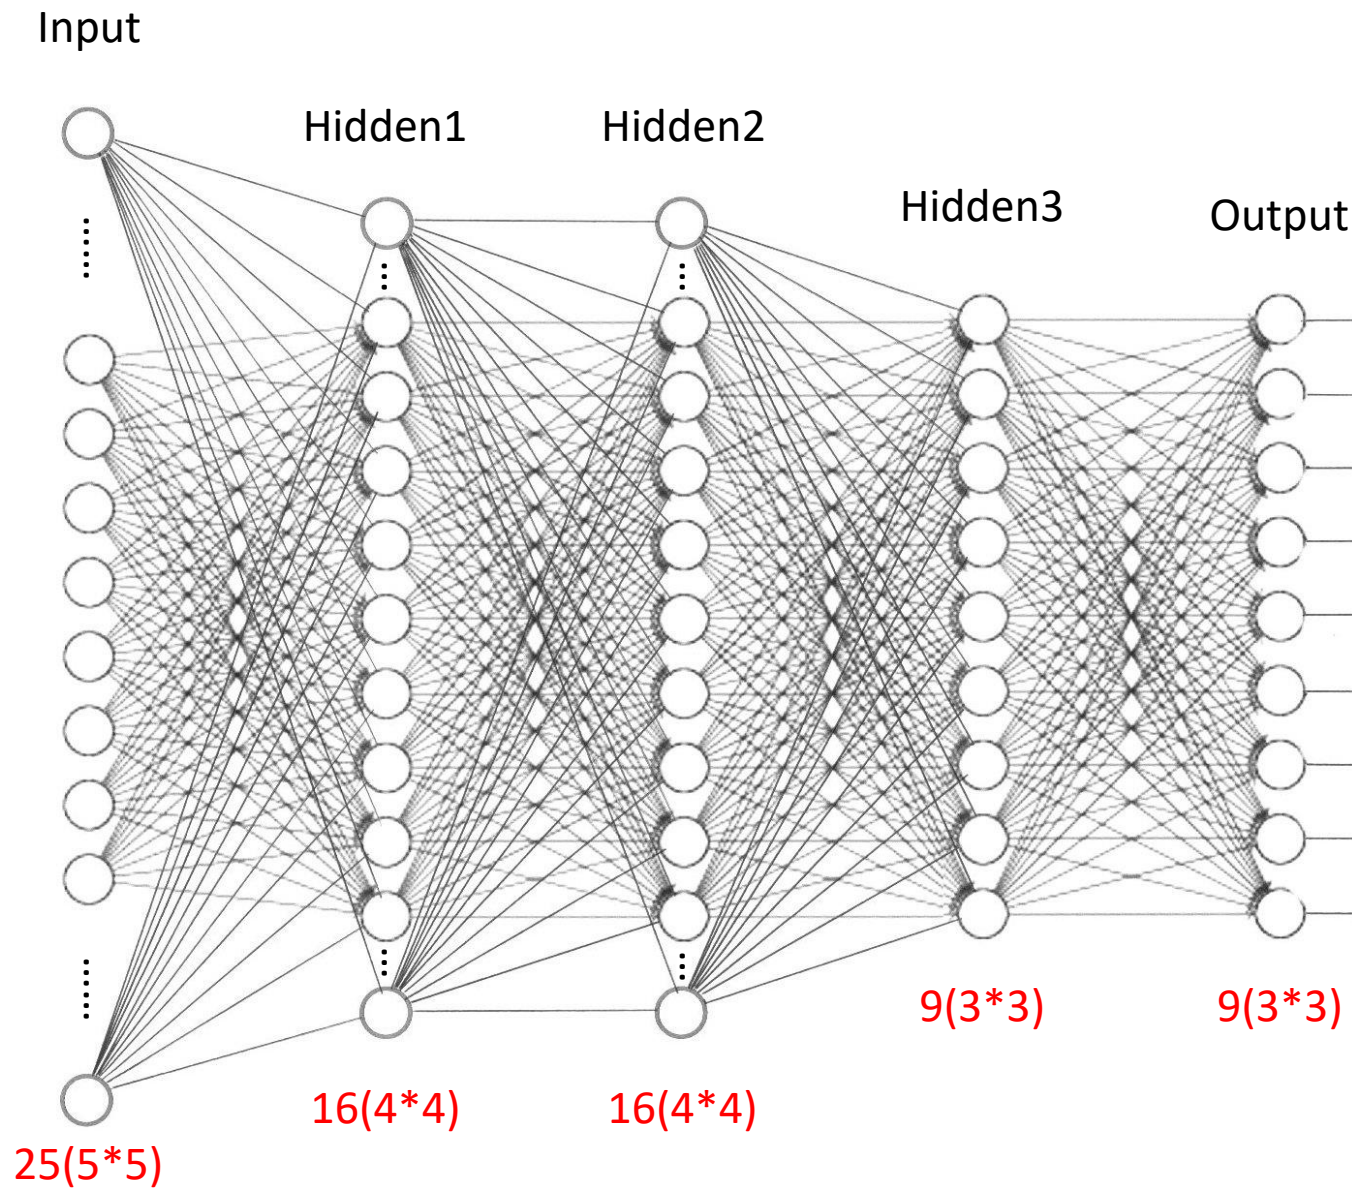 Input
Hidden1
Hidden2
Hidden3
Output
9(3*3)
9(3*3)
16(4*4)
16(4*4)
25(5*5)